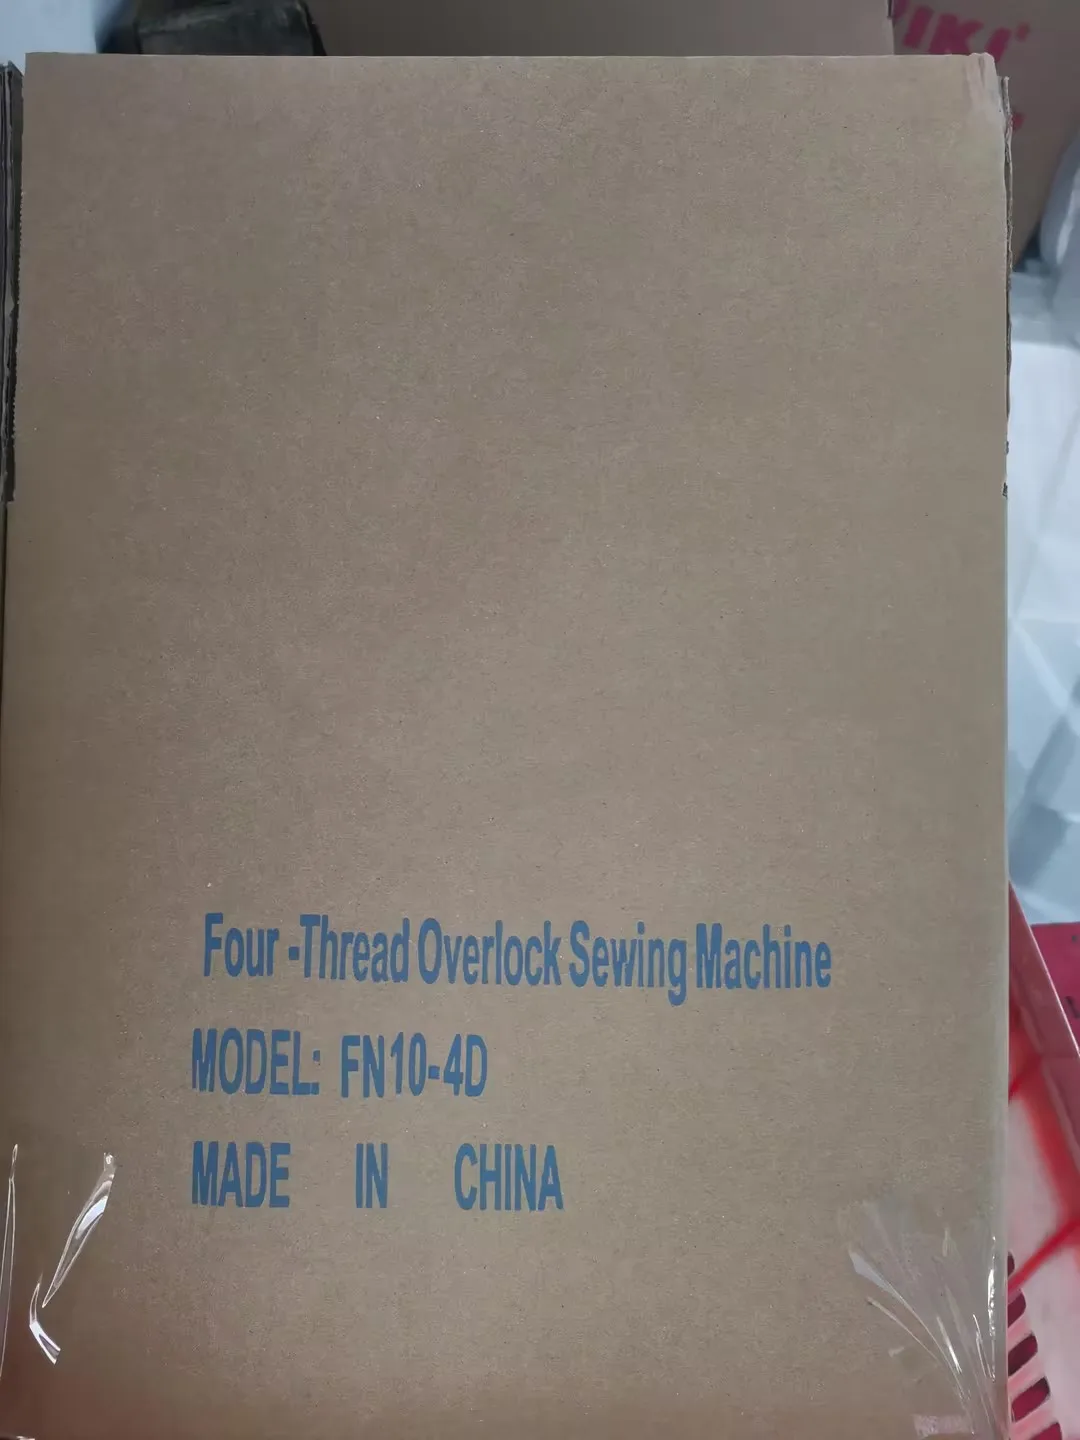 Four -Thread Overlock Sewing Machine
MODEL: FN10-4D
MADE IN CHINA